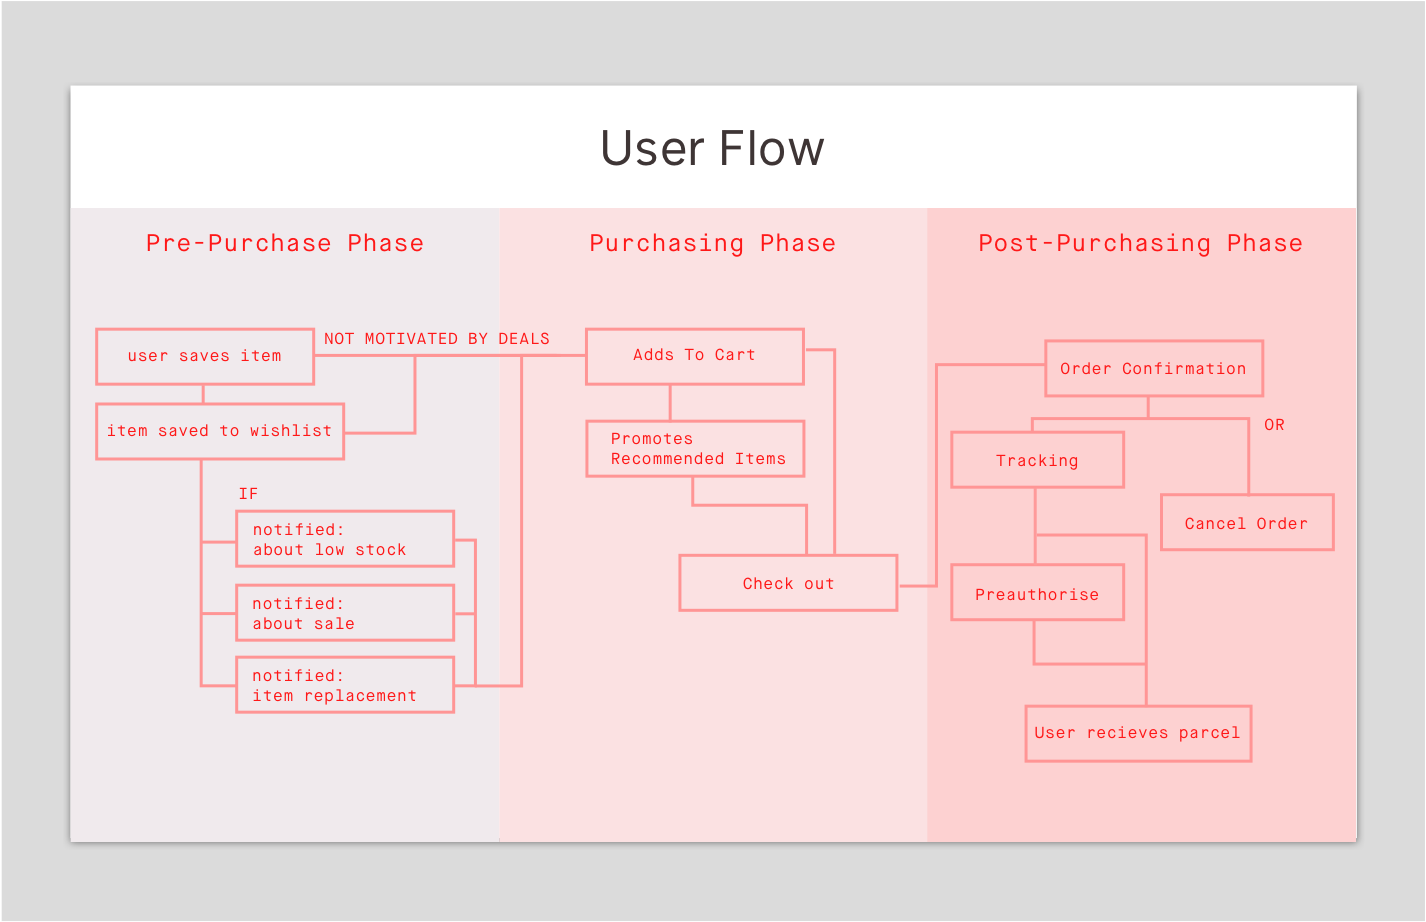 User Flow
Pre-Purchase Phase
user saves item
NOT MOTIVATED BY DEALS
item saved to wishlist
IF
notified:
about low stock
notified:
about sale
notified:
item replacement
Purchasing Phase
Adds To Cart
Promotes
Recommended Items
Check out
Post-Purchasing Phase
Order Confirmation
OR
Tracking
Cancel Order
Preauthorise
User recieves parcel